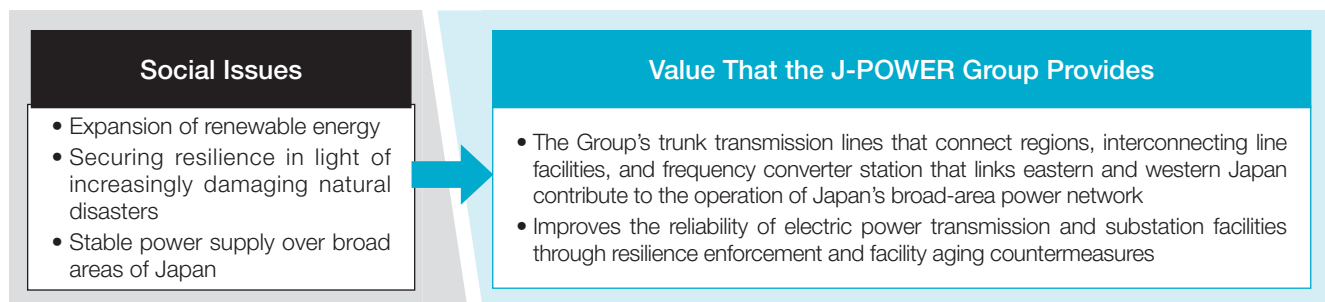 Social Issues
• Expansion of renewable energy
• Securing resilience in light of
increasingly damaging natural
disasters
• Stable power supply over broad
areas of Japan
Value That the J-POWER Group Provides
• The Group's trunk transmission lines that connect regions, interconnecting line
facilities, and frequency converter station that links eastern and western Japan
contribute to the operation of Japan's broad-area power network
• Improves the reliability of electric power transmission and substation facilities
through resilience enforcement and facility aging countermeasures